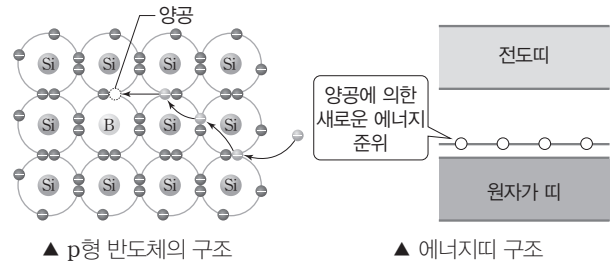 양공
Si Si Si Si
Si B Si Si
Si Si Si Si
▲ p형 반도체의 구조
전도띠
양공에 의한
새로운 에너지
준위
원자가 띠
▲ 에너지띠 구조